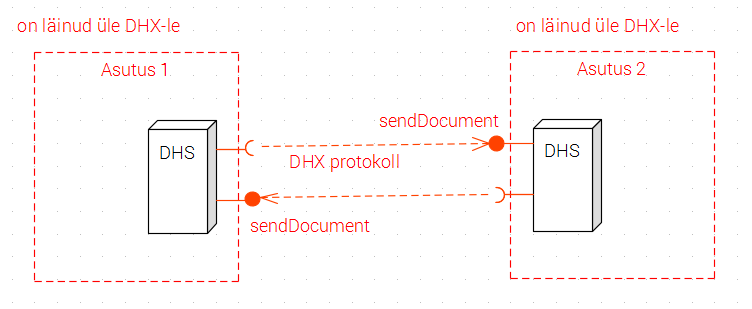 on läinud üle DHX-le
on läinud üle DHX-le
Asutus 1
Asutus 2
sendDocument
DHS
DHS
DHX protokoll
sendDocument